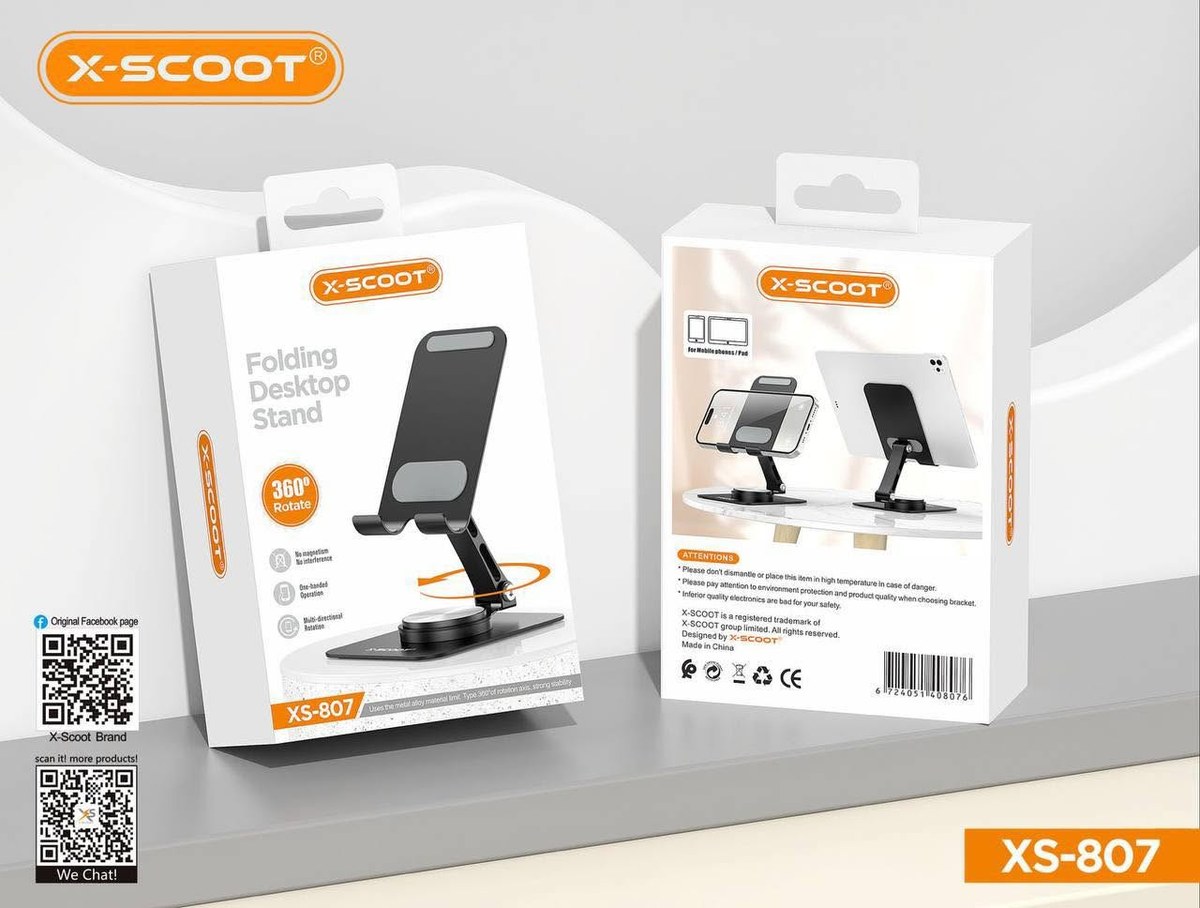 X-SCOOT®
X-SCOOT®
Folding
Desktop
Stand
360°
Rotate
No magnetism
No interference
One-handed
Operation
Multi-directional
Rotation
X-SCOOT
XS-807
Uses the metal alloy material limit. Type 360° of rotation axis, strong stability
X-SCOOT®
X-SCOOT®
For Mobile phones / Pad
ATTENTIONS
* Please don't dismantle or place this item in high temperature in case of danger.
* Please pay attention to environment protection and product quality when choosing bracket.
* Inferior quality electronics are bad for your safety.
X-SCOOT is a registered trademark of
X-SCOOT group limited. All rights reserved.
Designed by X-SCOOT®
Made in China
CE
6 724051 408076
X-SCOOT®
Original Facebook page
X-Scoot Brand
scan it! more products!
XS
We Chat!
XS-807